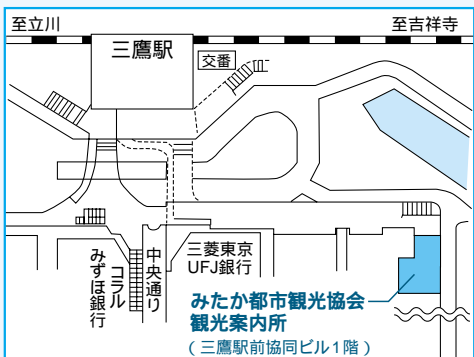 至立川
至吉祥寺
三鷹駅
交番
みずほ銀行
コラル
中央通り
三菱東京
UFJ銀行
みたか都市観光協会
観光案内所
（三鷹駅前協同ビル1階）